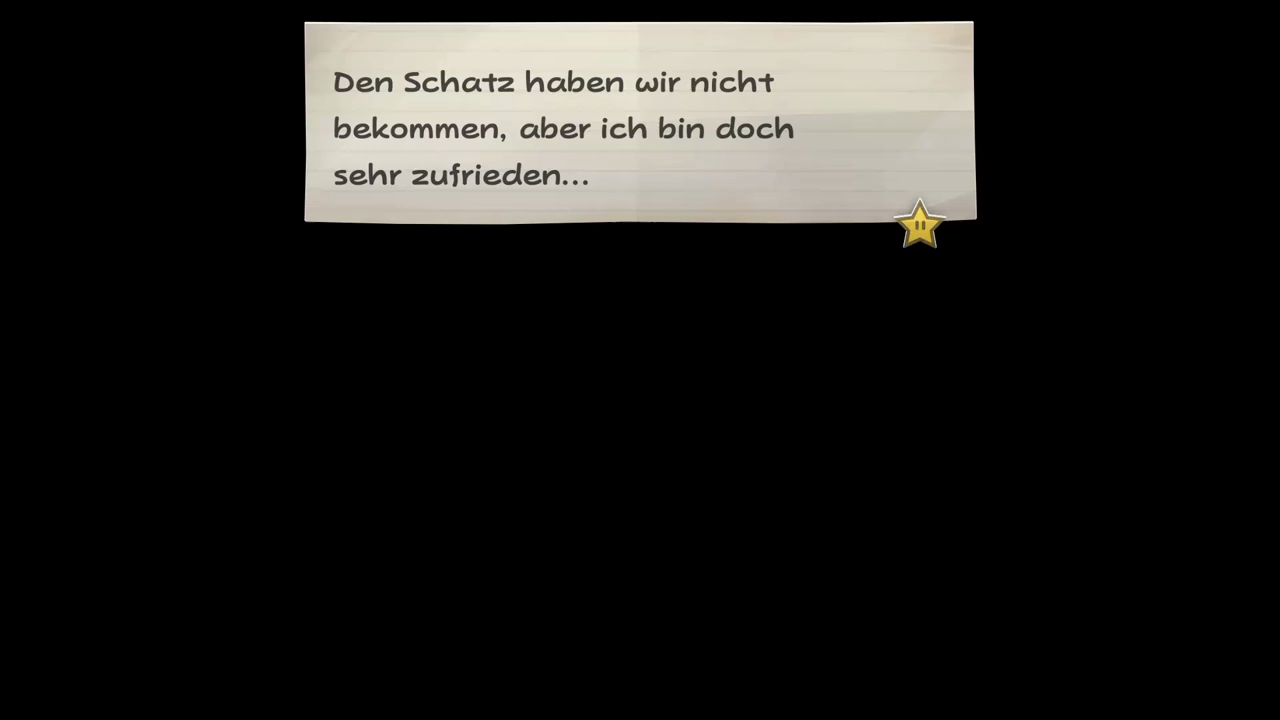 Den Schatz haben wir nicht
bekommen, aber ich bin doch
sehr zufrieden...